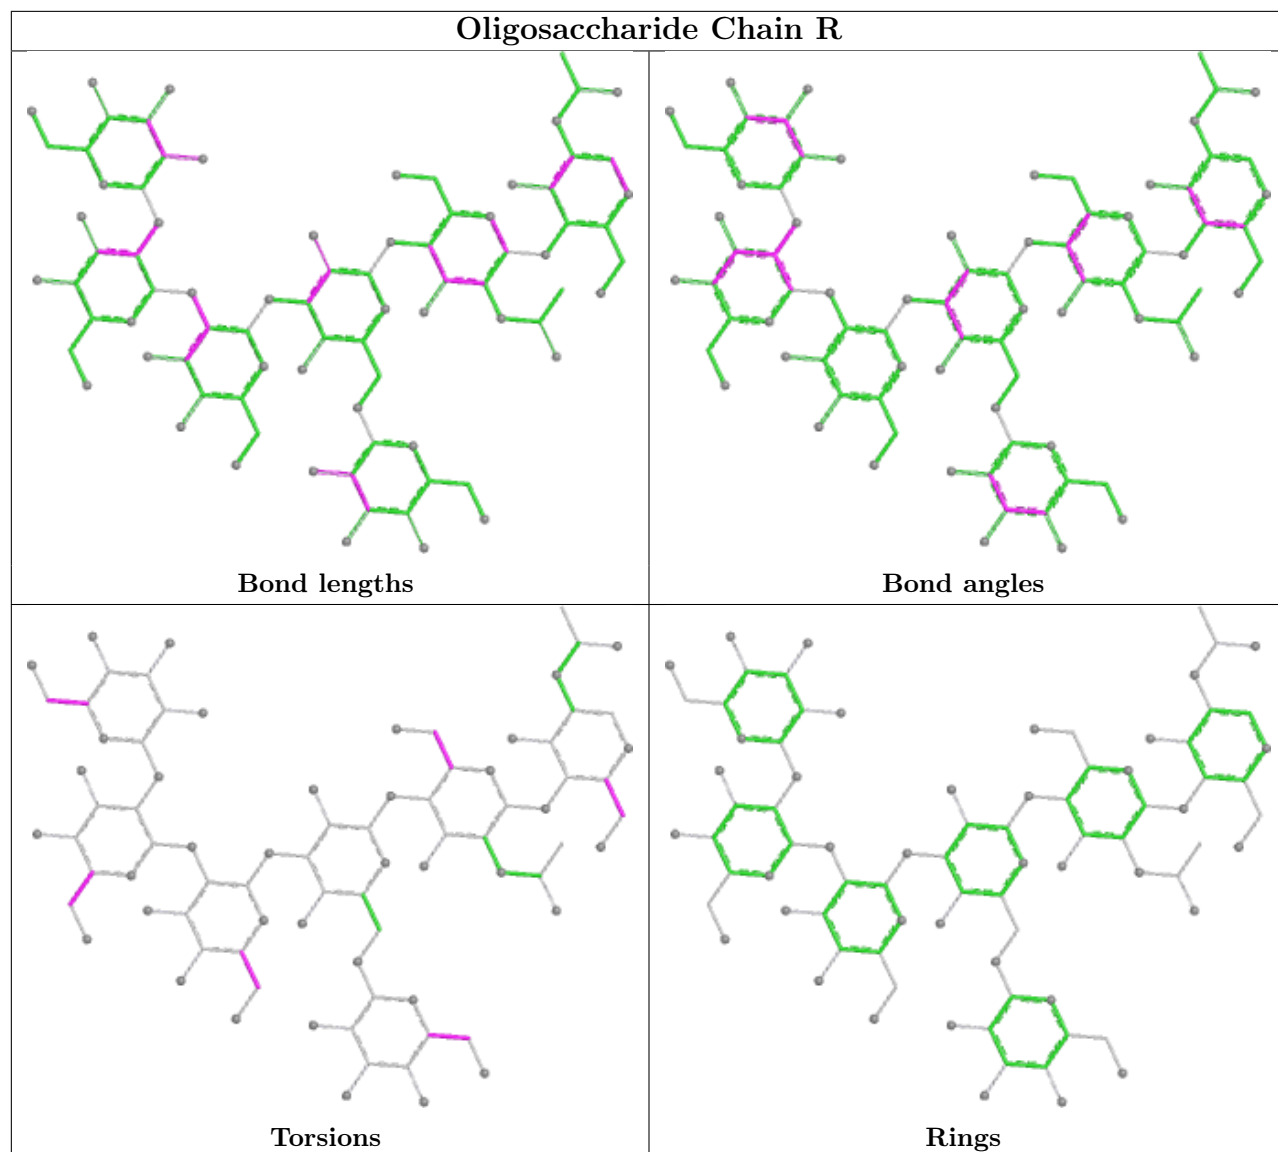 Oligosaccharide Chain R
Bond lengths
Bond angles
Torsions
Rings